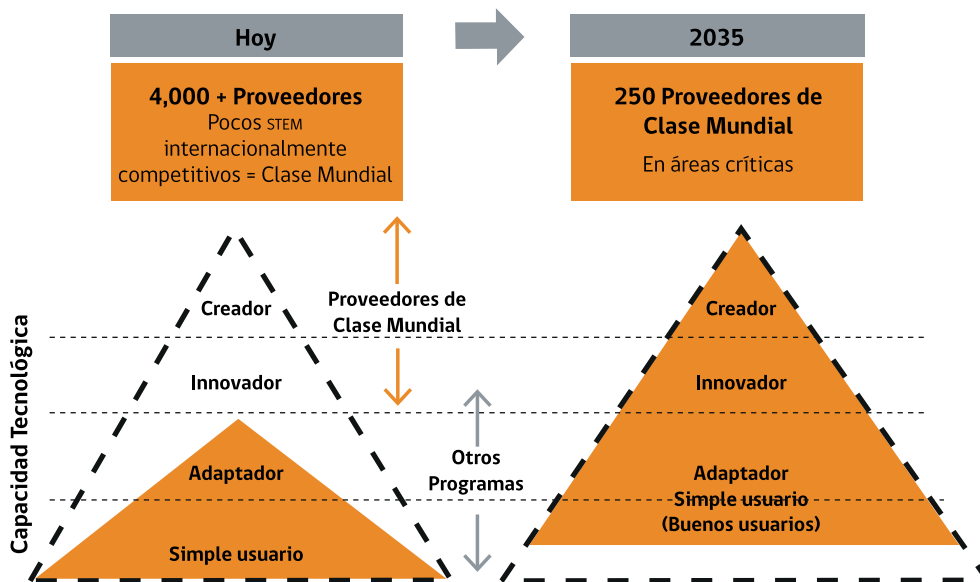 Hoy
2035
4,000 + Proveedores
Pocos STEM
internacionalmente
competitivos = Clase Mundial
250 Proveedores de
Clase Mundial
En áreas críticas
Capacidad Tecnológica
Creador
Innovador
Adaptador
Simple usuario
Proveedores de
Clase Mundial
Otros
Programas
Creador
Innovador
Adaptador
Simple usuario
(Buenos usuarios)